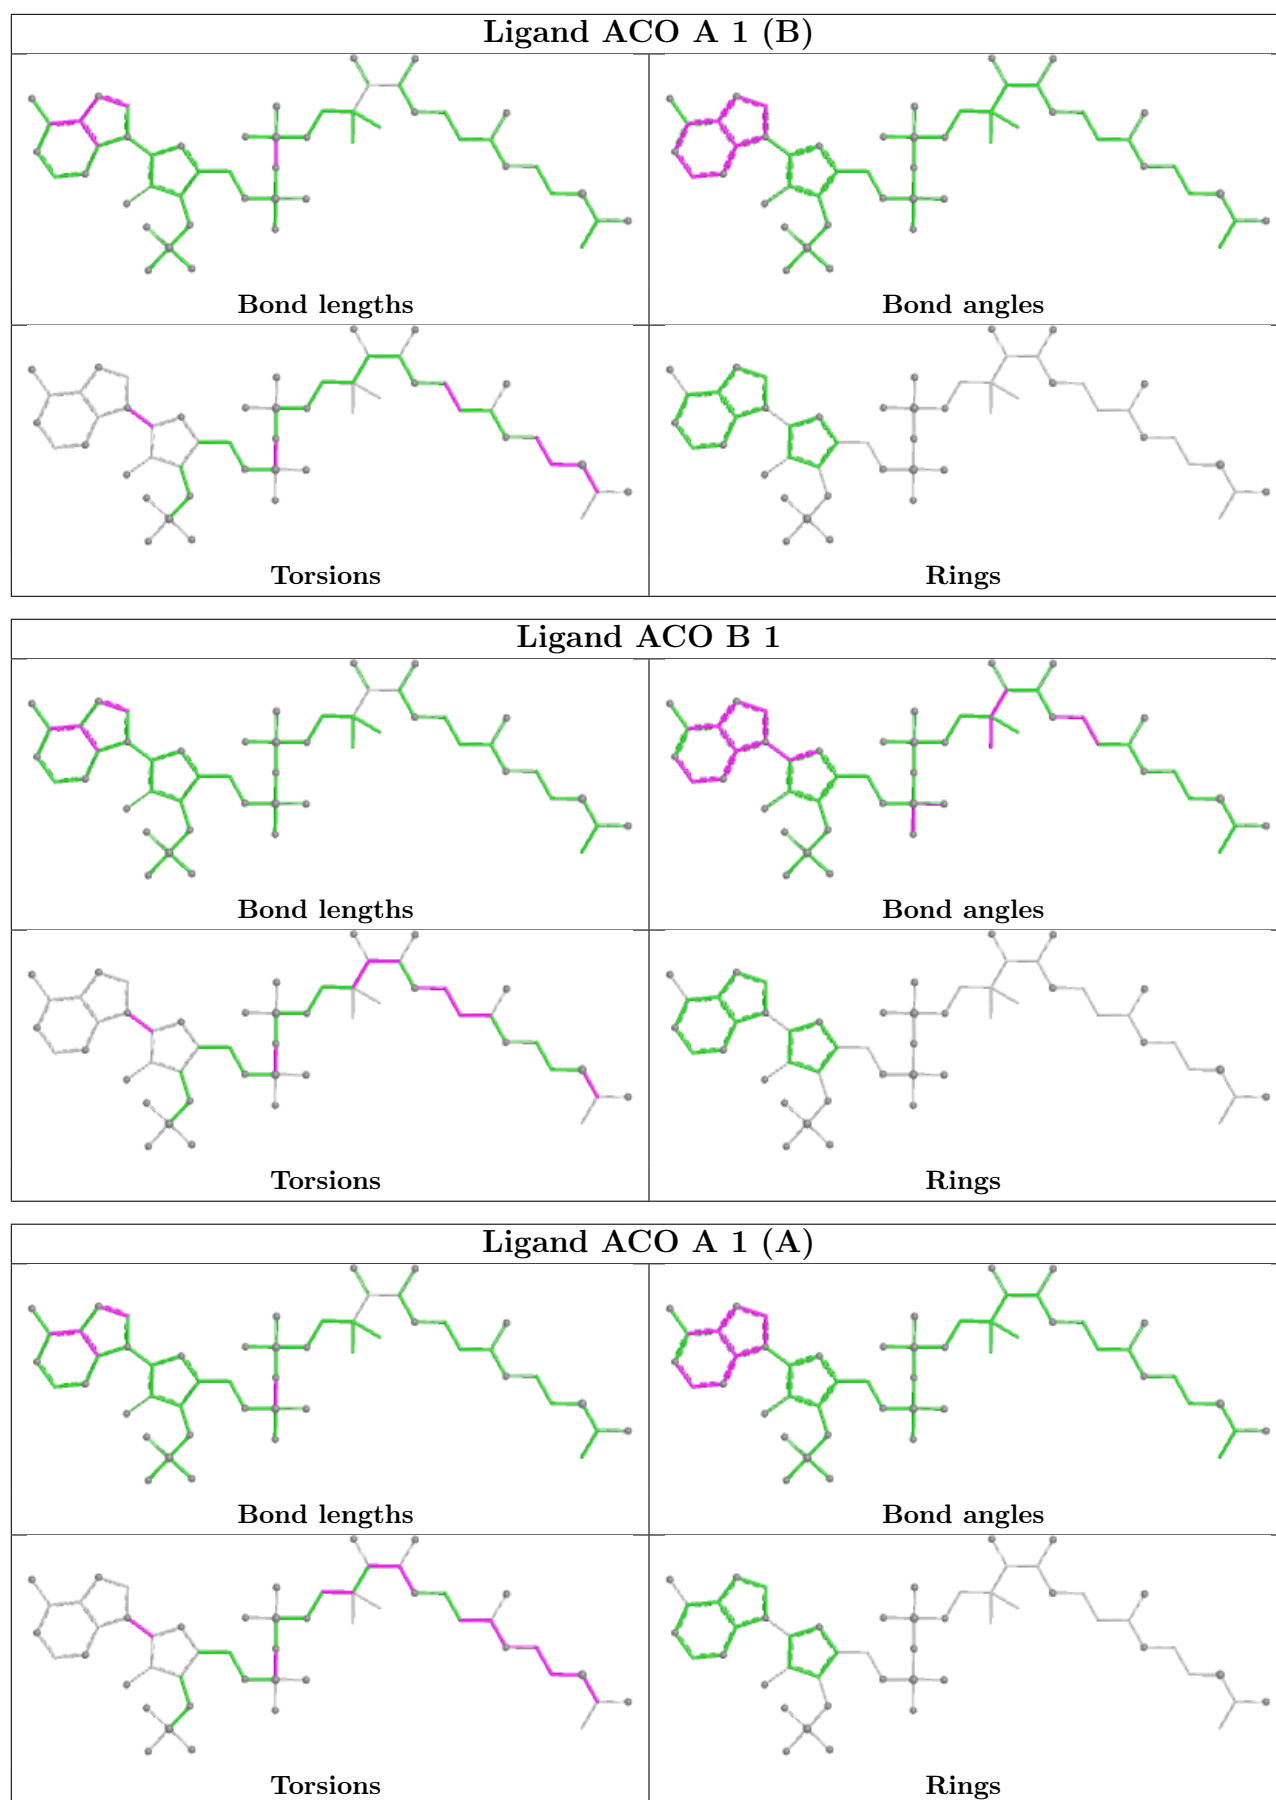 Ligand ACO A 1 (B)
Bond lengths
Bond angles
Torsions
Rings
Ligand ACO B 1
Bond lengths
Bond angles
Torsions
Rings
Ligand ACO A 1 (A)
Bond lengths
Bond angles
Torsions
Rings